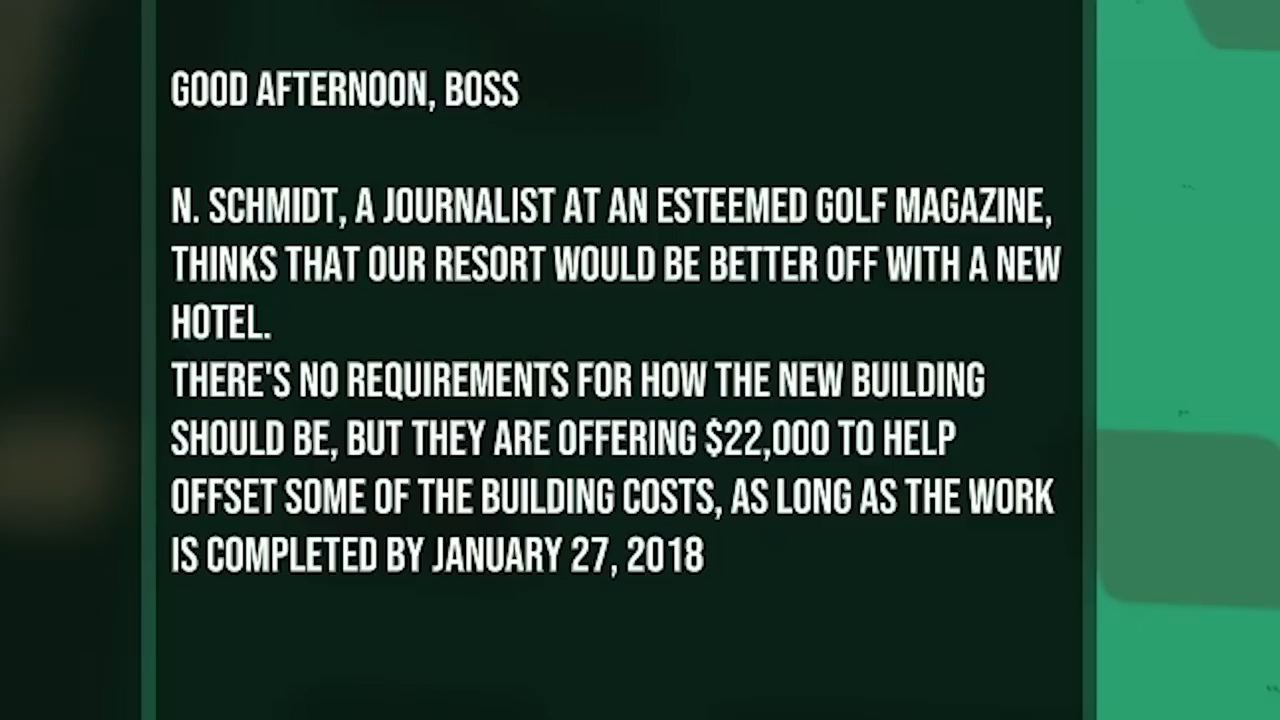 GOOD AFTERNOON, BOSS
N. SCHMIDT, A JOURNALIST AT AN ESTEEMED GOLF MAGAZINE,
THINKS THAT OUR RESORT WOULD BE BETTER OFF WITH A NEW
HOTEL.
THERE'S NO REQUIREMENTS FOR HOW THE NEW BUILDING
SHOULD BE, BUT THEY ARE OFFERING $22,000 TO HELP
OFFSET SOME OF THE BUILDING COSTS, AS LONG AS THE WORK
IS COMPLETED BY JANUARY 27, 2018